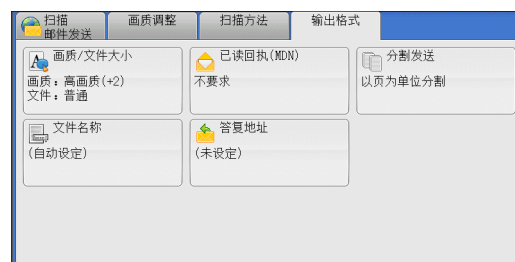 扫描
邮件发送
画质调整
扫描方法
输出格式
画质/文件大小
画质：高画质(+2)
文件：普通
已读回执(MDN)
不要求
分割发送
以页为单位分割
文件名称
(自动设定)
答复地址
(未设定)